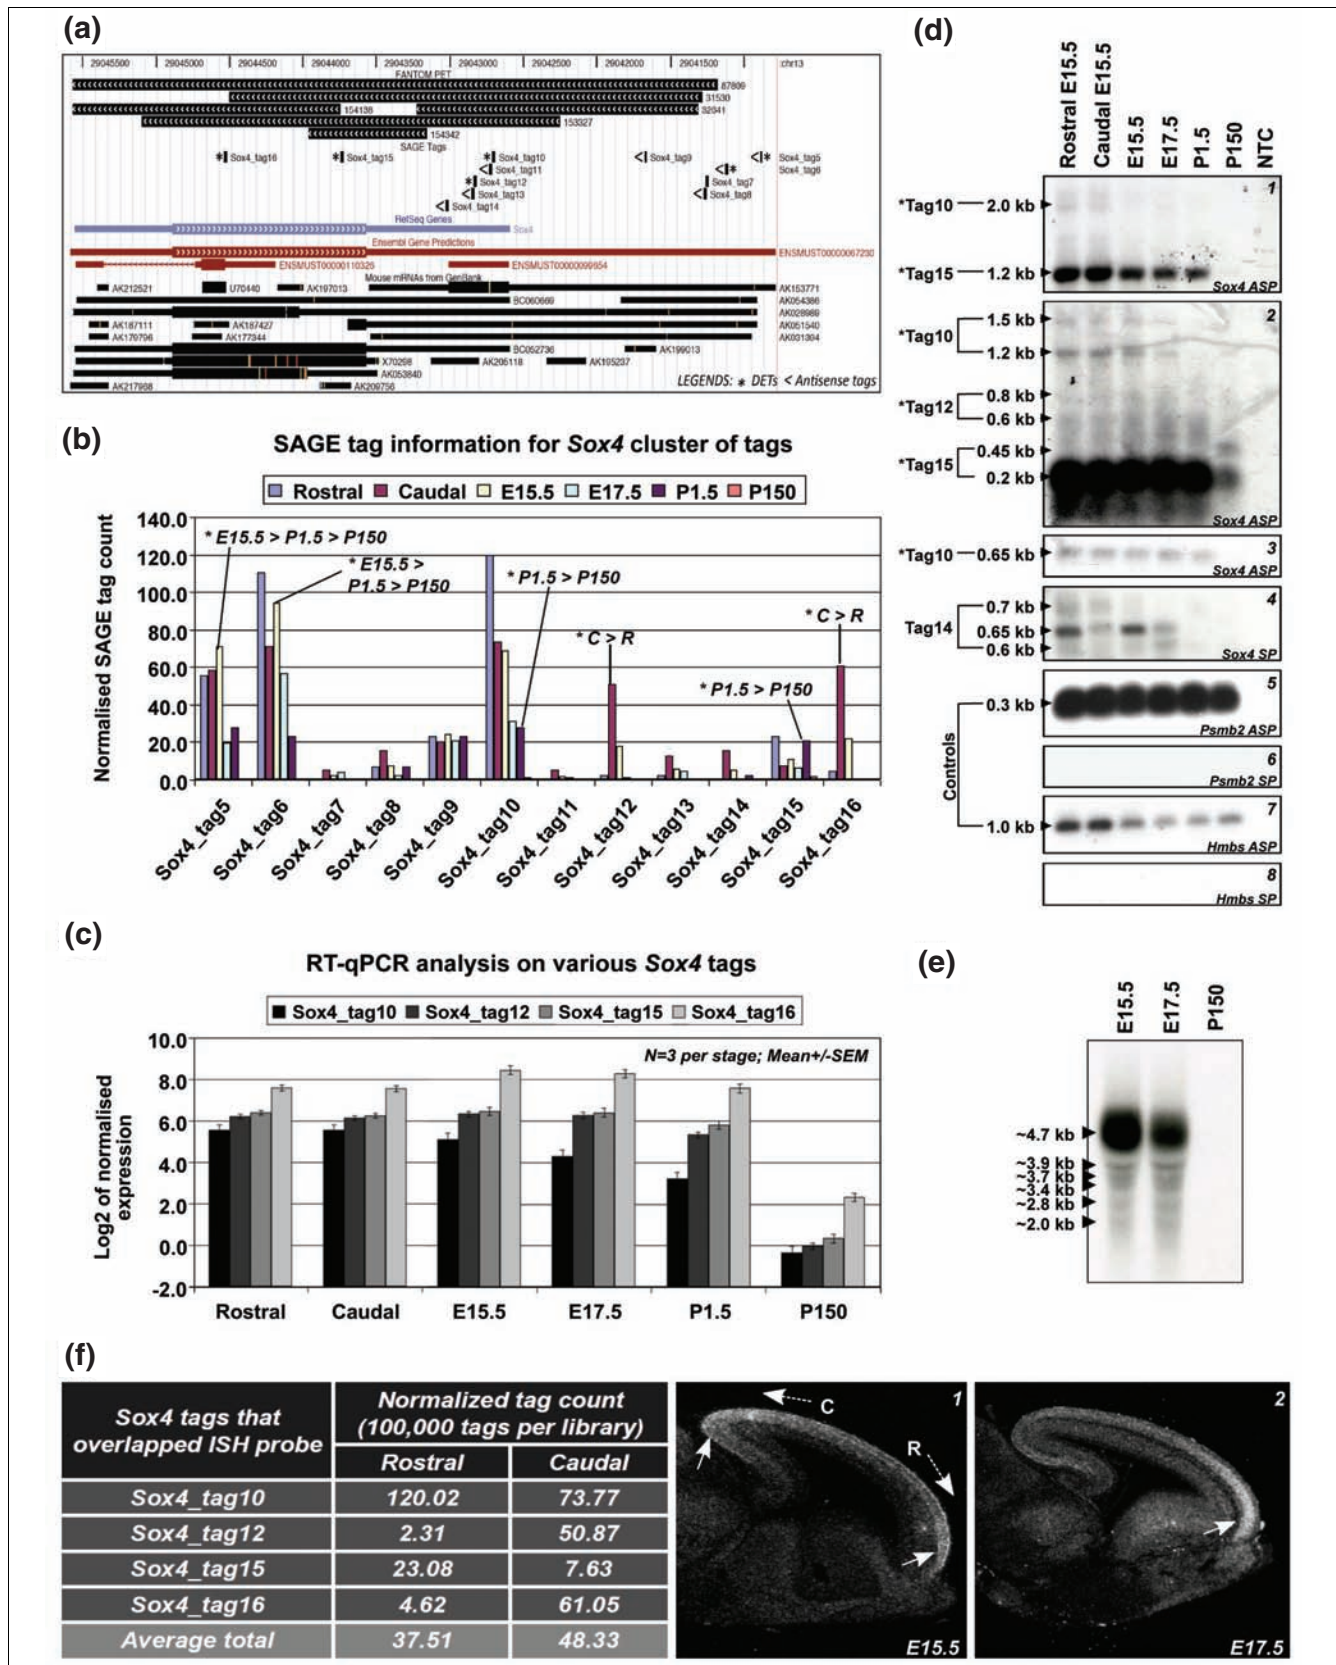 (a)
29045500 29045000 29044500 29044000 29043500 29043000 29042500 29042000 29041500 chr13
FANTOM PET
87809
31530
154138 32041
153327
154342
SAGE Tags
*Sox4_tag16 *Sox4_tag15 *Sox4_tag10 <Sox4_tag9 <* Sox4_tag5
<Sox4_tag11 <* Sox4_tag6
*Sox4_tag12 Sox4_tag7
<Sox4_tag13 <Sox4_tag8
<Sox4_tag14
RefSeq Genes
Sox4
Ensembl Gene Predictions
ENSMUST00000067230
ENSMUST00000110326 ENSMUST00000099654
Mouse mRNAs from GenBank
AK212521 U70440 AK197013 AK153771
BC060669 AK054386
AK028989
AK187111 AK187427 AK051540
AK179796 AK177344 AK031304
BC052736 AK199013
X70298 AK205118 AK195237
AK053840
AK217908 AK209756
LEGENDS: * DETs < Antisense tags
(b)
SAGE tag information for Sox4 cluster of tags
Rostral Caudal E15.5 E17.5 P1.5 P150
Normalised SAGE tag count
140.0
120.0
100.0
80.0
60.0
40.0
20.0
0.0
* E15.5 > P1.5 > P150
* E15.5 >
P1.5 > P150
* P1.5 > P150
* C > R
* C > R
* P1.5 > P150
Sox4_tag5 Sox4_tag6 Sox4_tag7 Sox4_tag8 Sox4_tag9 Sox4_tag10 Sox4_tag11 Sox4_tag12 Sox4_tag13 Sox4_tag14 Sox4_tag15 Sox4_tag16
(c)
RT-qPCR analysis on various Sox4 tags
Sox4_tag10 Sox4_tag12 Sox4_tag15 Sox4_tag16
N=3 per stage; Mean+/-SEM
Log2 of normalised
expression
10.0
8.0
6.0
4.0
2.0
0.0
-2.0
Rostral Caudal E15.5 E17.5 P1.5 P150
(d)
Rostral E15.5 Caudal E15.5 E15.5 E17.5 P1.5 P150 NTC
1
*Tag10 2.0 kb
*Tag15 1.2 kb
Sox4 ASP
2
*Tag10 1.5 kb
1.2 kb
*Tag12 0.8 kb
0.6 kb
*Tag15 0.45 kb
0.2 kb
Sox4 ASP
3
*Tag10 0.65 kb
Sox4 ASP
4
Tag14 0.7 kb
0.65 kb
0.6 kb
Sox4 SP
Controls
5
0.3 kb
Psmb2 ASP
6
Psmb2 SP
7
1.0 kb
Hmbs ASP
8
Hmbs SP
(e)
E15.5 E17.5 P150
~4.7 kb
~3.9 kb
~3.7 kb
~3.4 kb
~2.8 kb
~2.0 kb
(f)
Sox4 tags that overlapped ISH probe
Normalized tag count
(100,000 tags per library)
Rostral Caudal
Sox4_tag10 120.02 73.77
Sox4_tag12 2.31 50.87
Sox4_tag15 23.08 7.63
Sox4_tag16 4.62 61.05
Average total 37.51 48.33
1
C
R
E15.5
2
E17.5